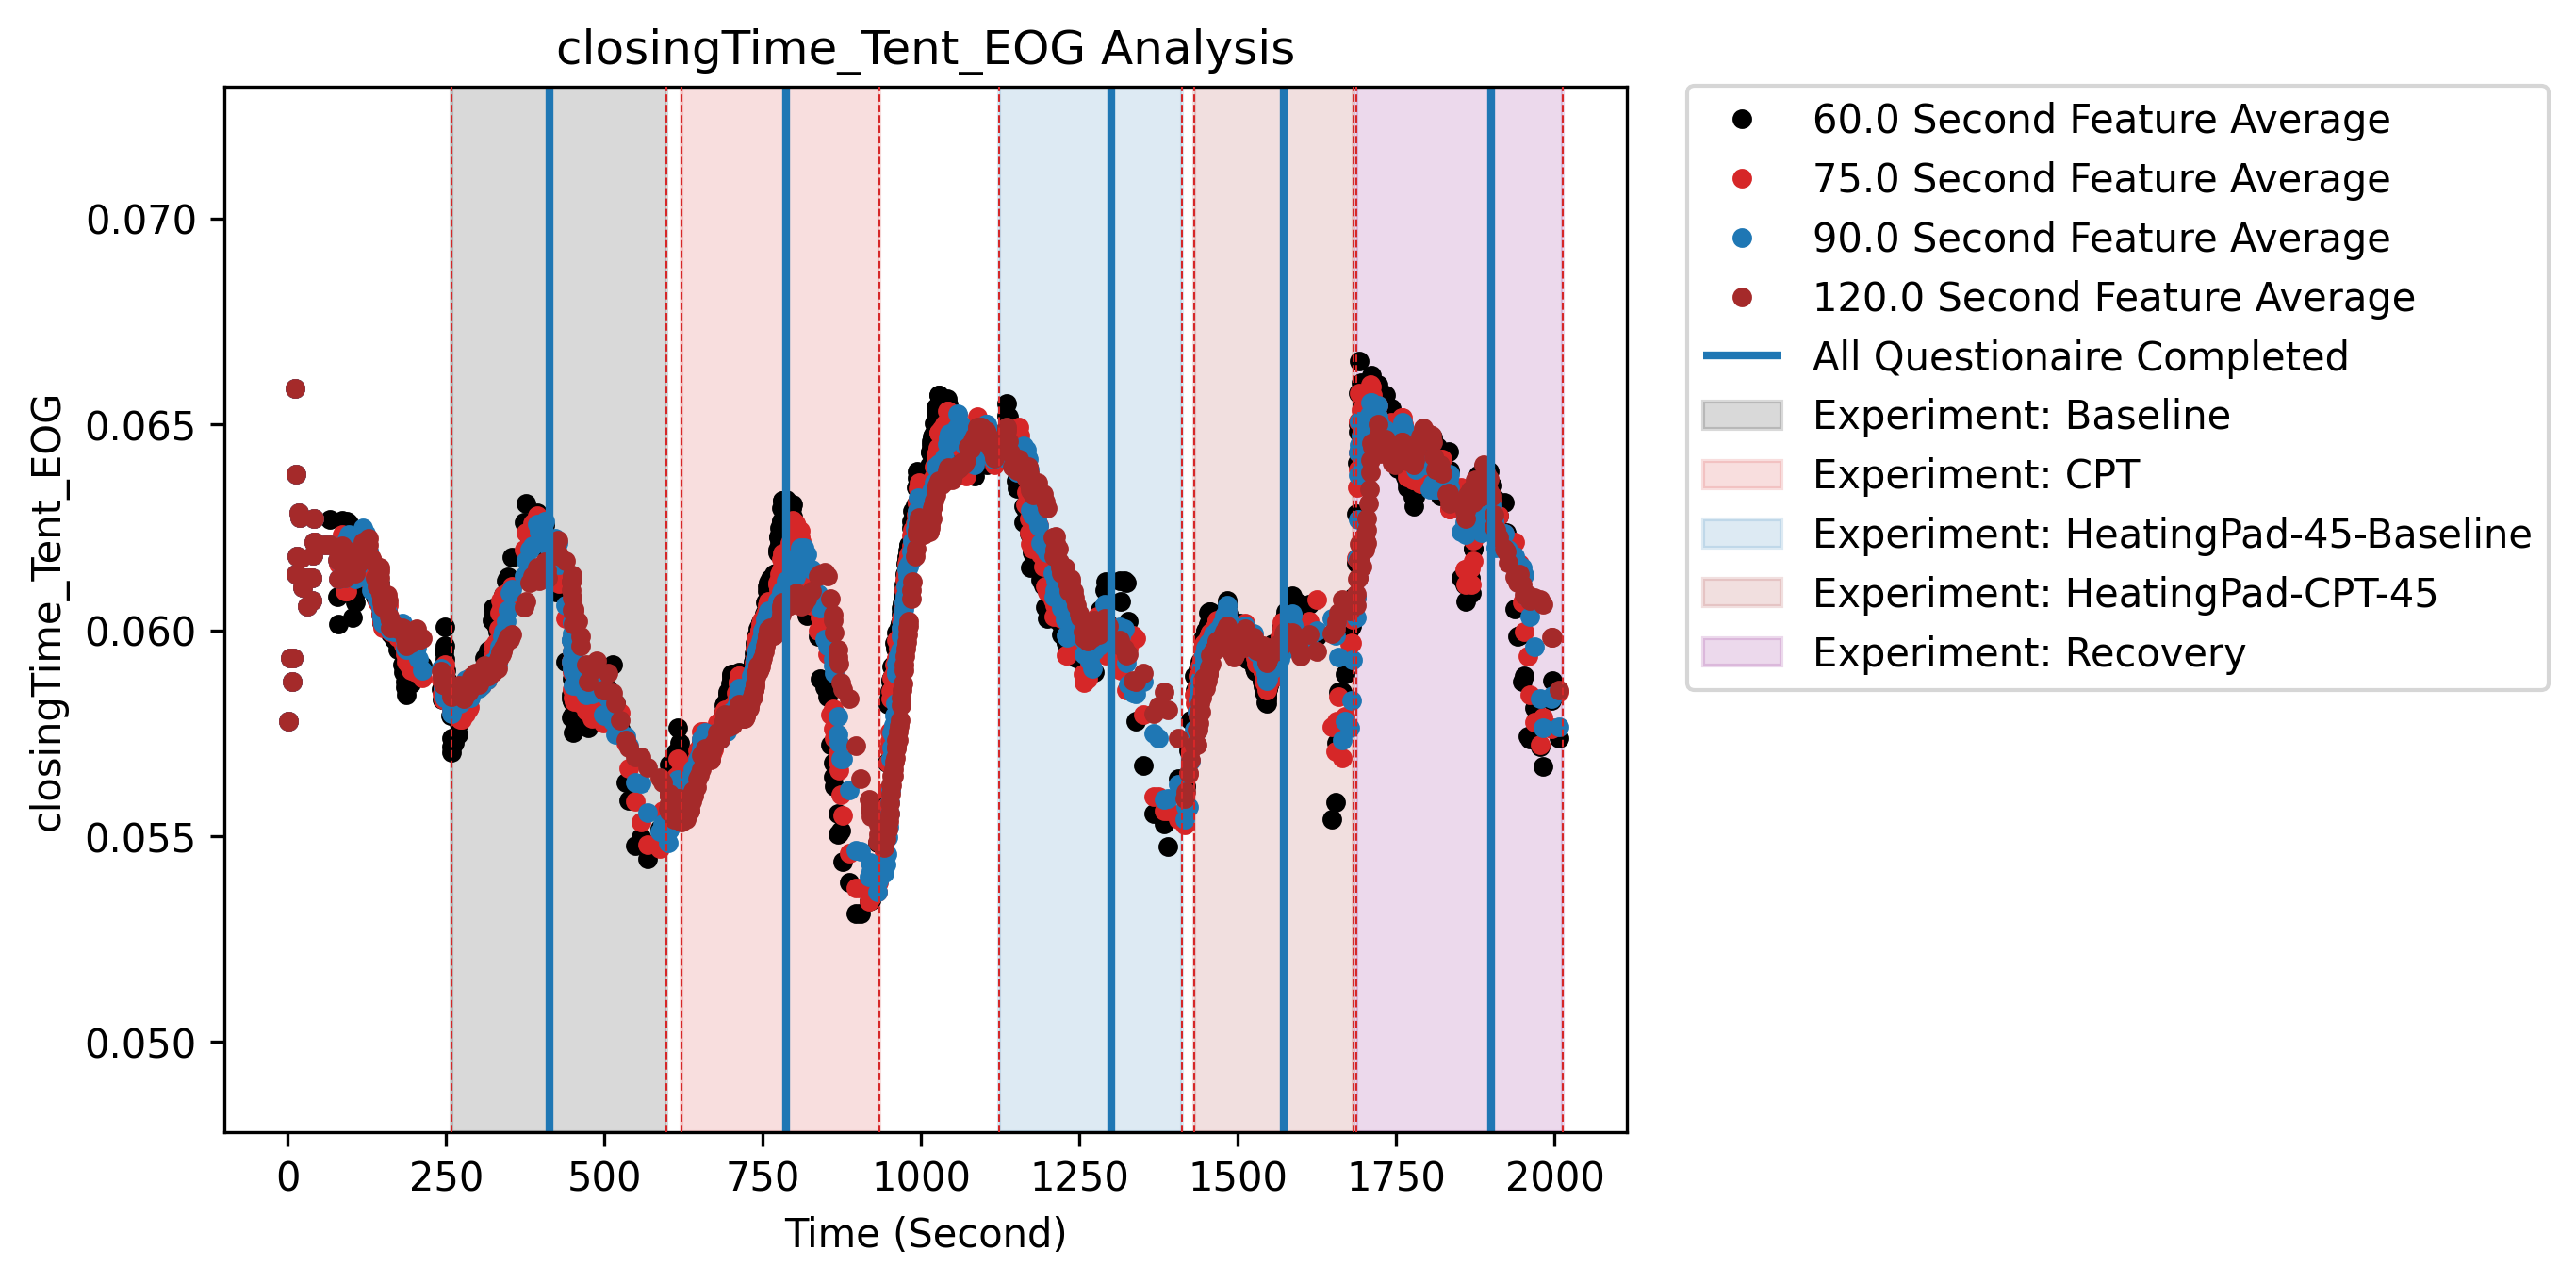 closingTime_Tent_EOG Analysis
closingTime_Tent_EOG
0.070
0.065
0.060
0.055
0.050
0 250 500 750 1000 1250 1500 1750 2000
Time (Second)
60.0 Second Feature Average
75.0 Second Feature Average
90.0 Second Feature Average
120.0 Second Feature Average
All Questionaire Completed
Experiment: Baseline
Experiment: CPT
Experiment: HeatingPad-45-Baseline
Experiment: HeatingPad-CPT-45
Experiment: Recovery